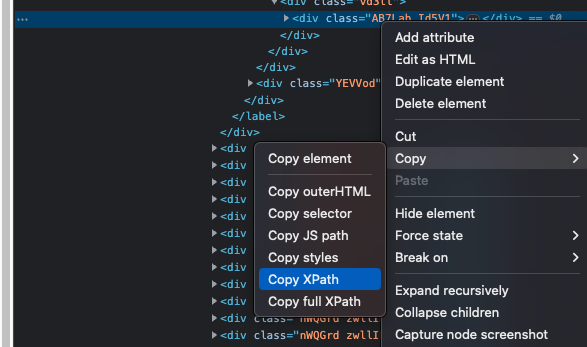 <div class="vd3tt">
<div class="AB7Lab Id5V1">…</div> == $0
</div>
</div>
</div>
<div class="YEVVod"
</div>
</label>
</div>
<div
<div
<div
<div
<div
<div
<div
<div
<div
<div
<div class="nWQGrd zwllI
<div class="nWQGrd zwllI
Add attribute
Edit as HTML
Duplicate element
Delete element
Cut
Copy
Paste
Hide element
Force state
Break on
Expand recursively
Collapse children
Capture node screenshot
Copy element
Copy outerHTML
Copy selector
Copy JS path
Copy styles
Copy XPath
Copy full XPath